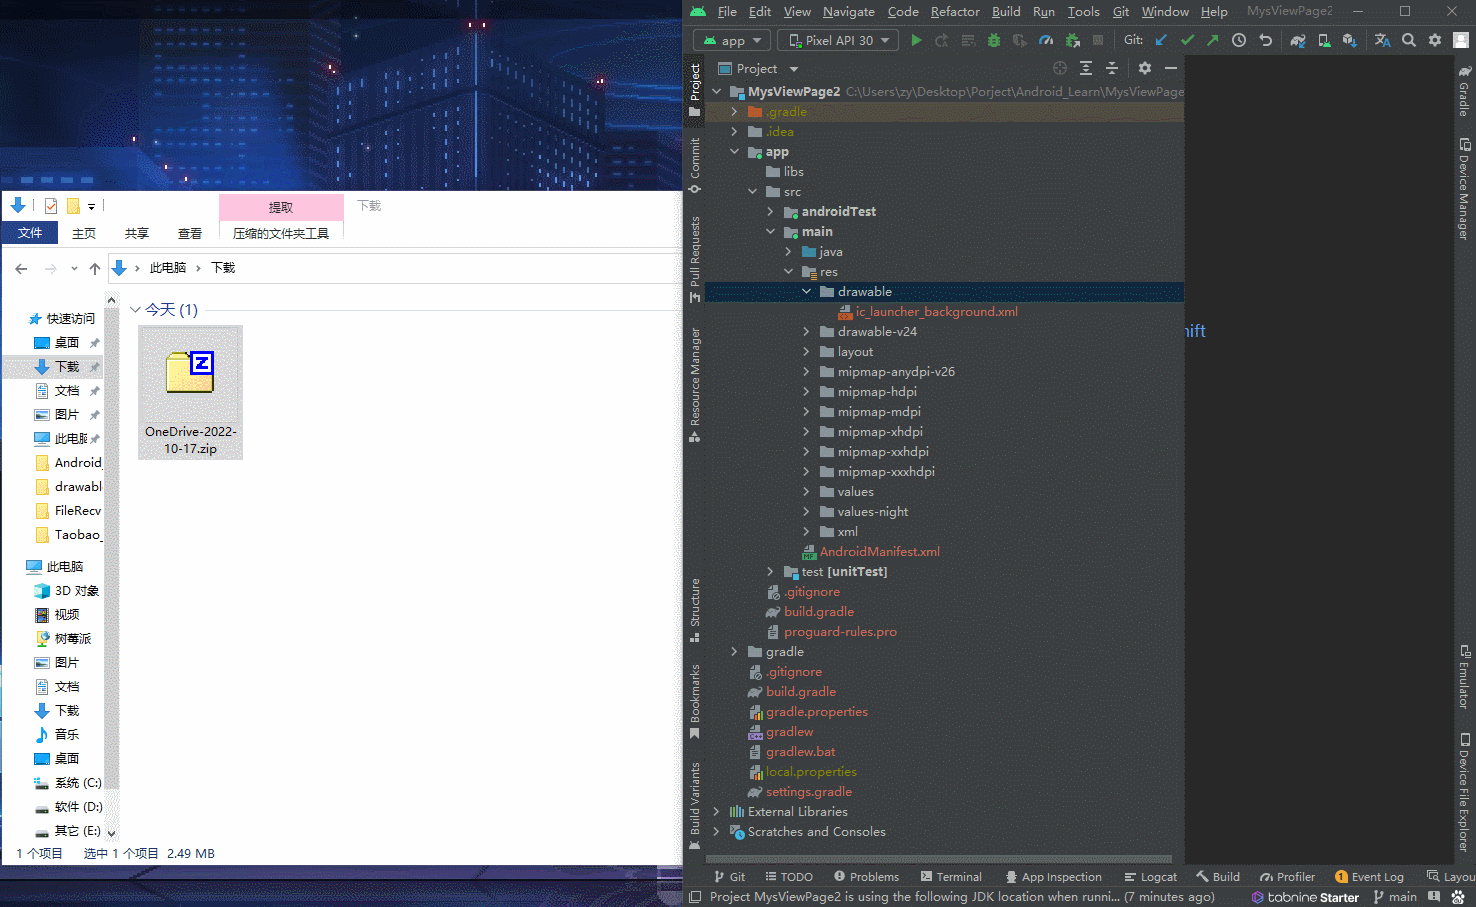 提取
下载
文件
主页
共享
查看
压缩的文件夹工具
此电脑
下载
今天 (1)
OneDrive-2022-
10-17.zip
快速访问
桌面
下载
文档
图片
此电脑
Android_
drawabl
FileRecv
Taobao_
此电脑
3D 对象
视频
树莓派
图片
文档
下载
音乐
桌面
系统 (C:)
软件 (D:)
其它 (E:)
1 个项目 选中 1 个项目 2.49 MB
File Edit View Navigate Code Refactor Build Run Tools Git Window Help MysViewPage2
app Pixel API 30 Git:
Project
Commit
Pull Requests
Resource Manager
Structure
Bookmarks
Build Variants
Project
MysViewPage2 C:\Users\zy\Desktop\Porject\Android_Learn\MysViewPage
.gradle
.idea
app
libs
src
androidTest
main
java
res
drawable
ic_launcher_background.xml
drawable-v24
layout
mipmap-anydpi-v26
mipmap-hdpi
mipmap-mdpi
mipmap-xhdpi
mipmap-xxhdpi
mipmap-xxxhdpi
values
values-night
xml
AndroidManifest.xml
test [unitTest]
.gitignore
build.gradle
proguard-rules.pro
gradle
.gitignore
build.gradle
gradle.properties
gradlew
gradlew.bat
local.properties
settings.gradle
External Libraries
Scratches and Consoles
Gradle
Device Manager
Emulator
Device File Explorer
Git TODO Problems Terminal App Inspection Logcat Build Profiler 1 Event Log Layou
Project MysViewPage2 is using the following JDK location when runni... (7 minutes ago) tabnine Starter main